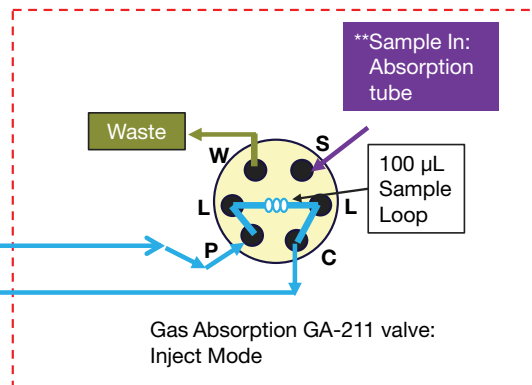 **Sample In:
Absorption
tube
Waste
W
S
100 µL
Sample
Loop
L
L
P
C
Gas Absorption GA-211 valve:
Inject Mode